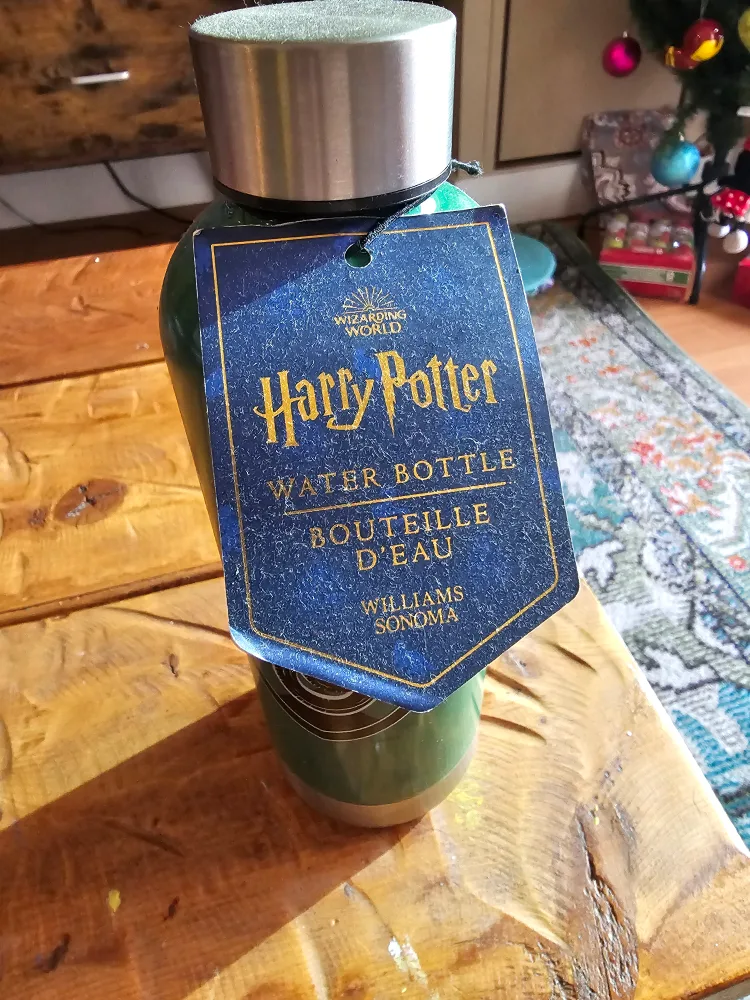 WIZARDING
WORLD
Harry Potter
WATER BOTTLE
BOUTEILLE
D'EAU
WILLIAMS
SONOMA